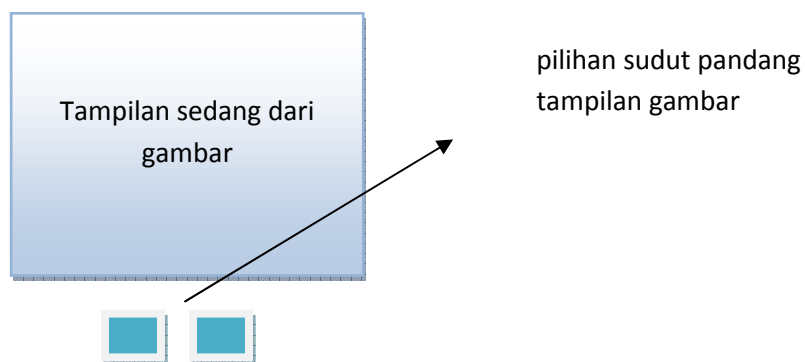 Tampilan sedang dari
gambar
pilihan sudut pandang
tampilan gambar